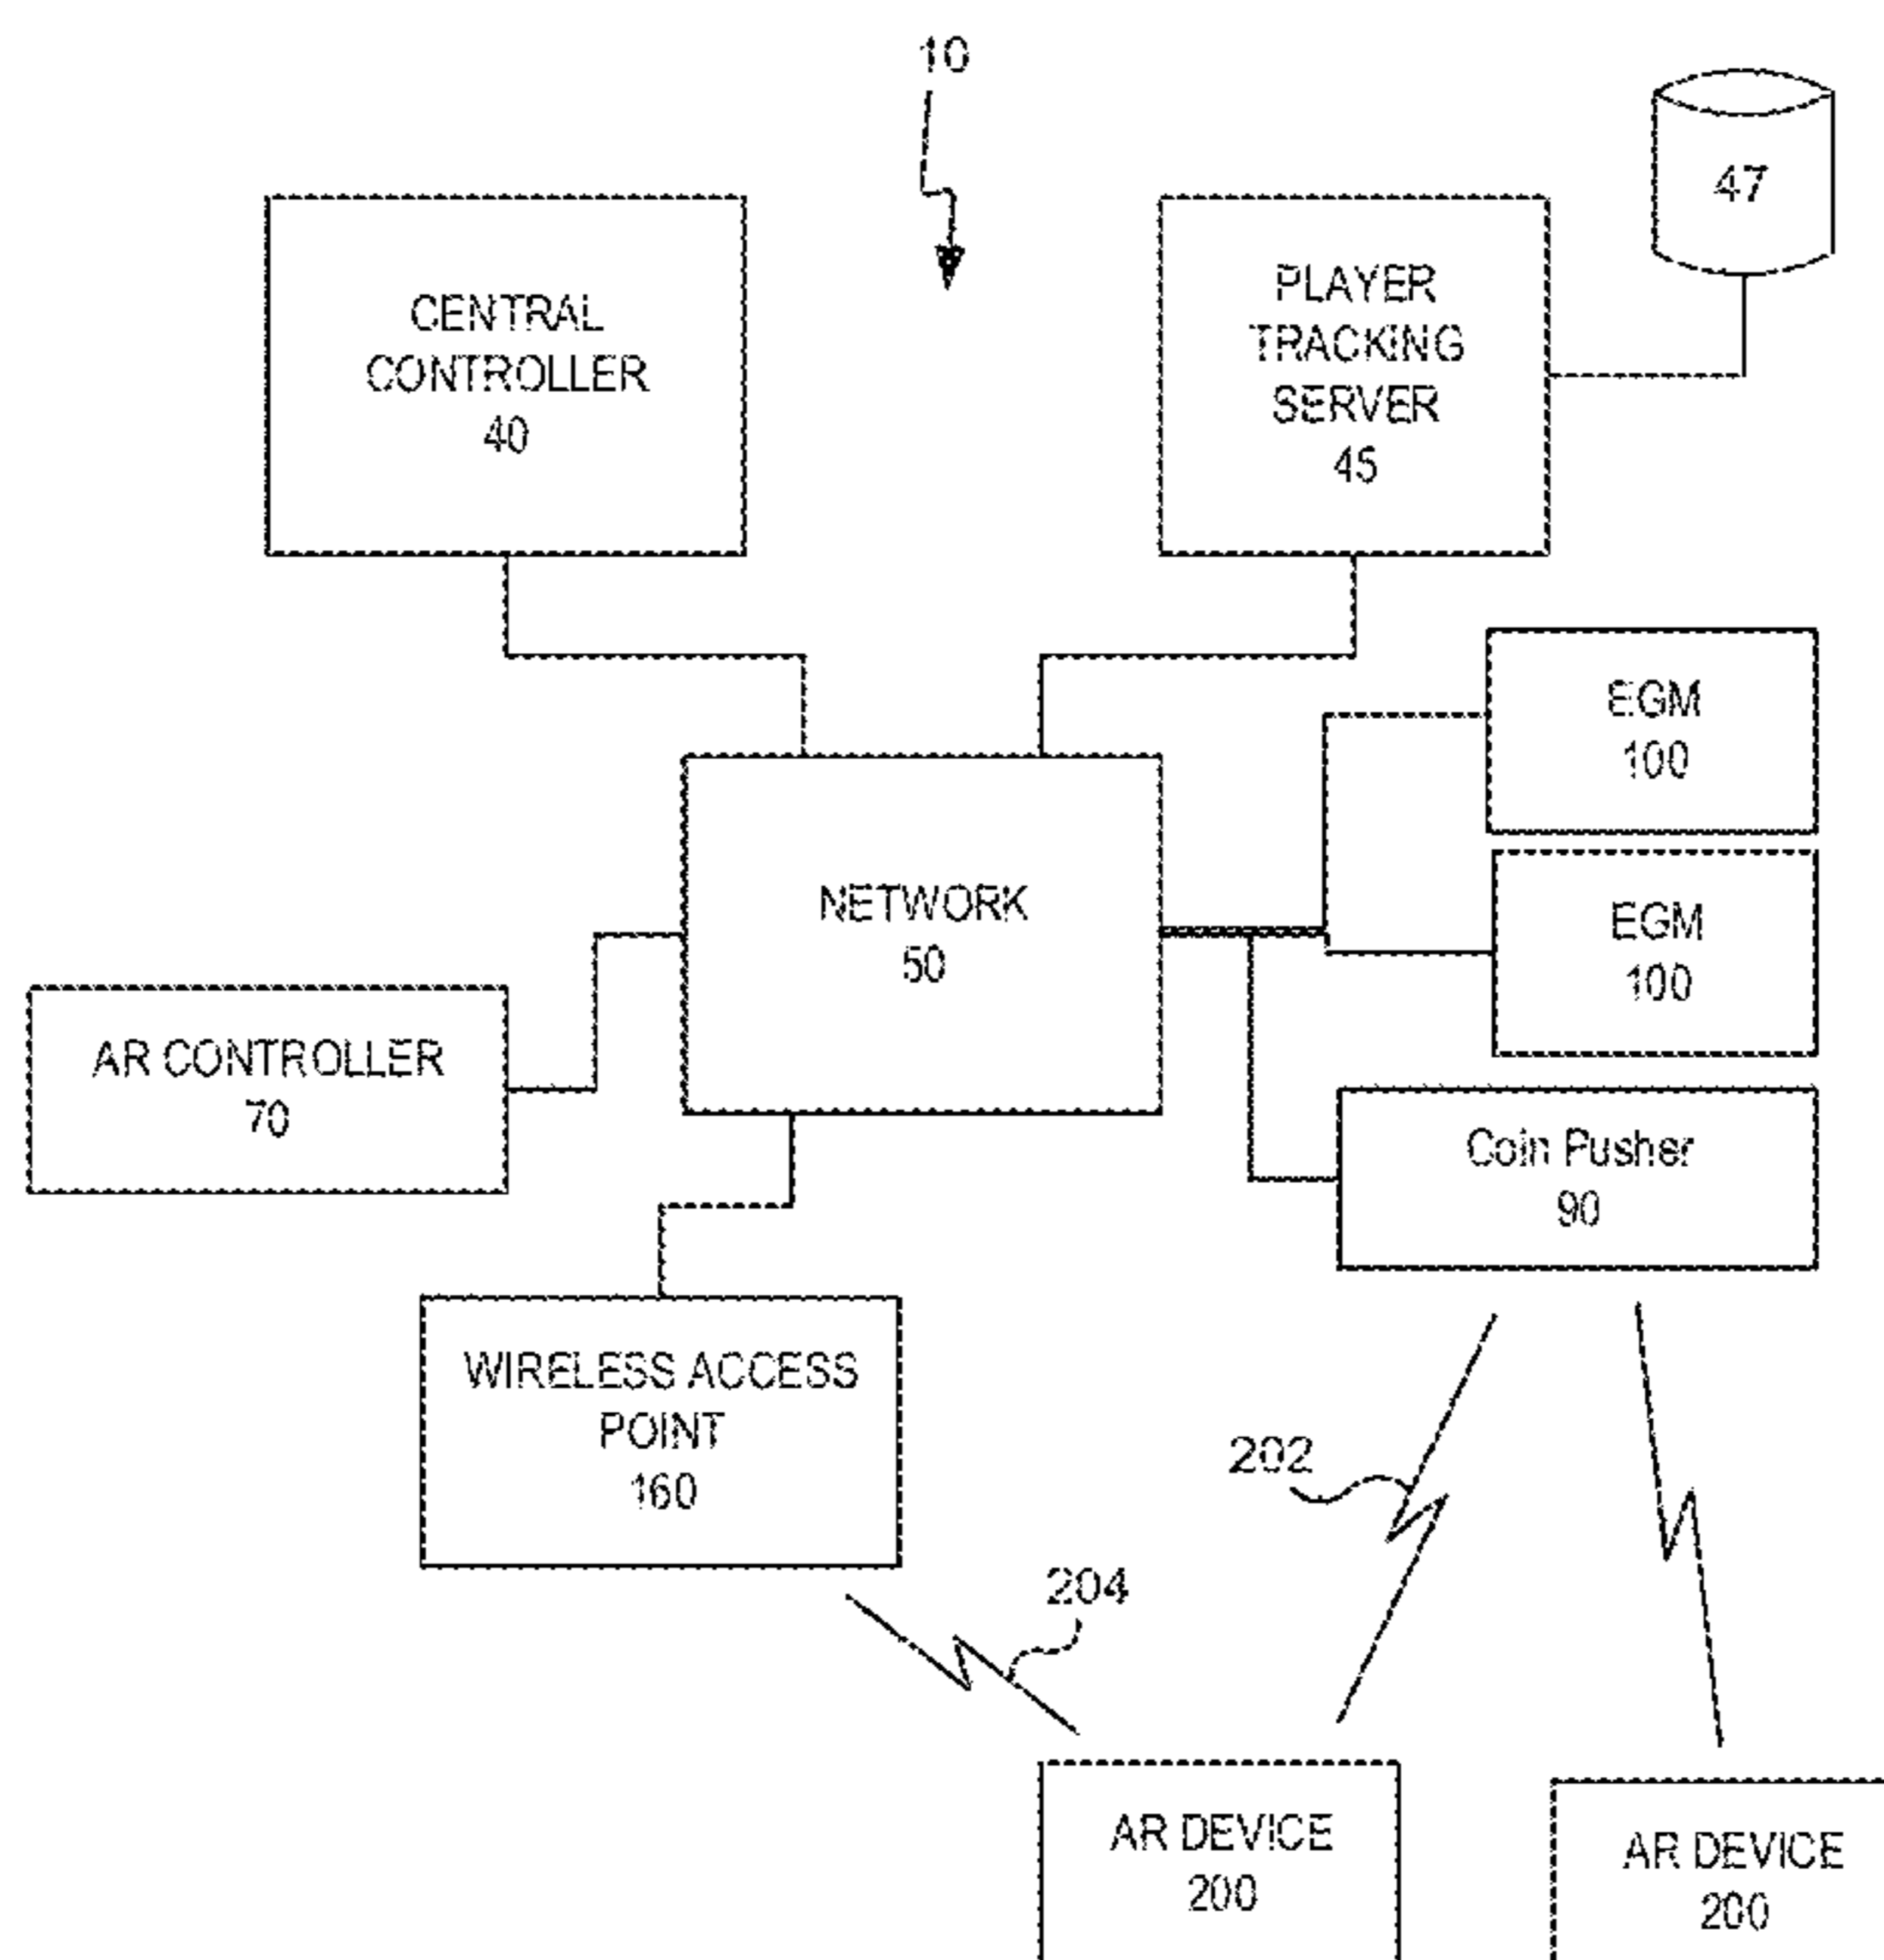 10
47
CENTRAL
CONTROLLER
40
PLAYER
TRACKING
SERVER
45
EGM
100
NETWORK
50
EGM
100
AR CONTROLLER
70
Coin Pusher
90
WIRELESS ACCESS
POINT
160
202
204
AR DEVICE
200
AR DEVICE
200